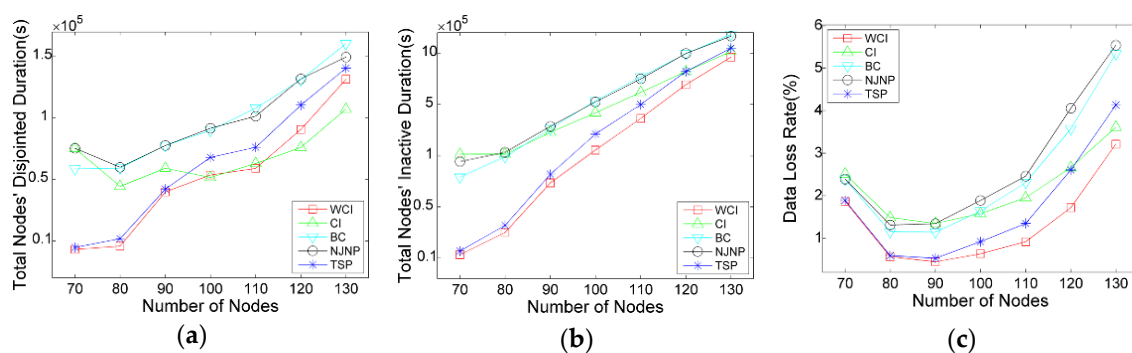 ×10⁵
Total Nodes' Disjointed Duration(s)
1.5
1
0.5
0.1
WCI
CI
BC
NJNP
TSP
70 80 90 100 110 120 130
Number of Nodes
(a)
×10⁵
Total Nodes' Inactive Duration(s)
10
5
1
0.5
0.1
WCI
CI
BC
NJNP
TSP
70 80 90 100 110 120 130
Number of Nodes
(b)
Data Loss Rate(%)
6
5
4
3
2
1
WCI
CI
BC
NJNP
TSP
70 80 90 100 110 120 130
Number of Nodes
(c)